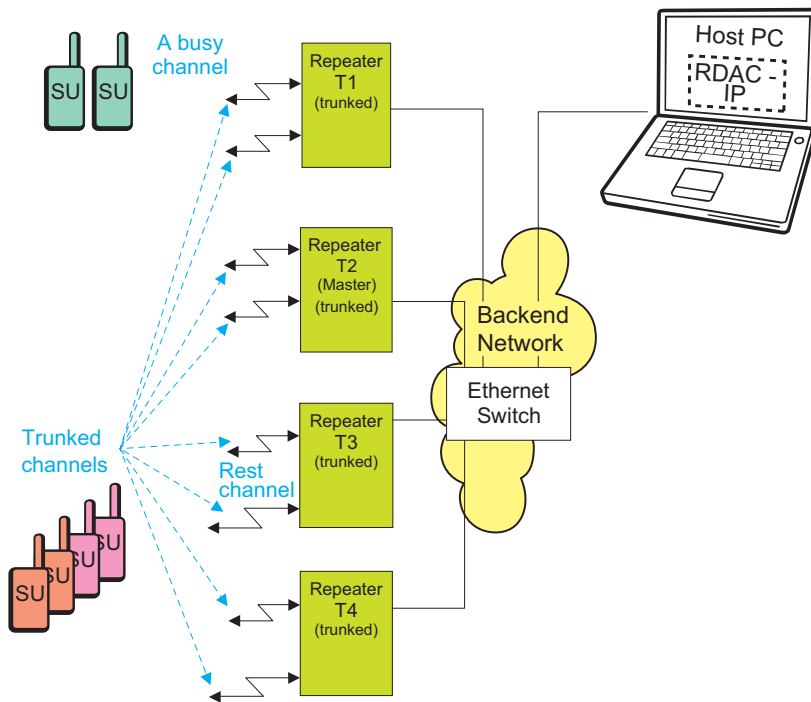 A busy
channel
SU
SU
Repeater
T1
(trunked)
Host PC
RDAC -
IP
Repeater
T2
(Master)
(trunked)
Backend
Network
Ethernet
Switch
Repeater
T3
(trunked)
Trunked
channels
Rest
channel
SU
SU
SU
SU
Repeater
T4
(trunked)